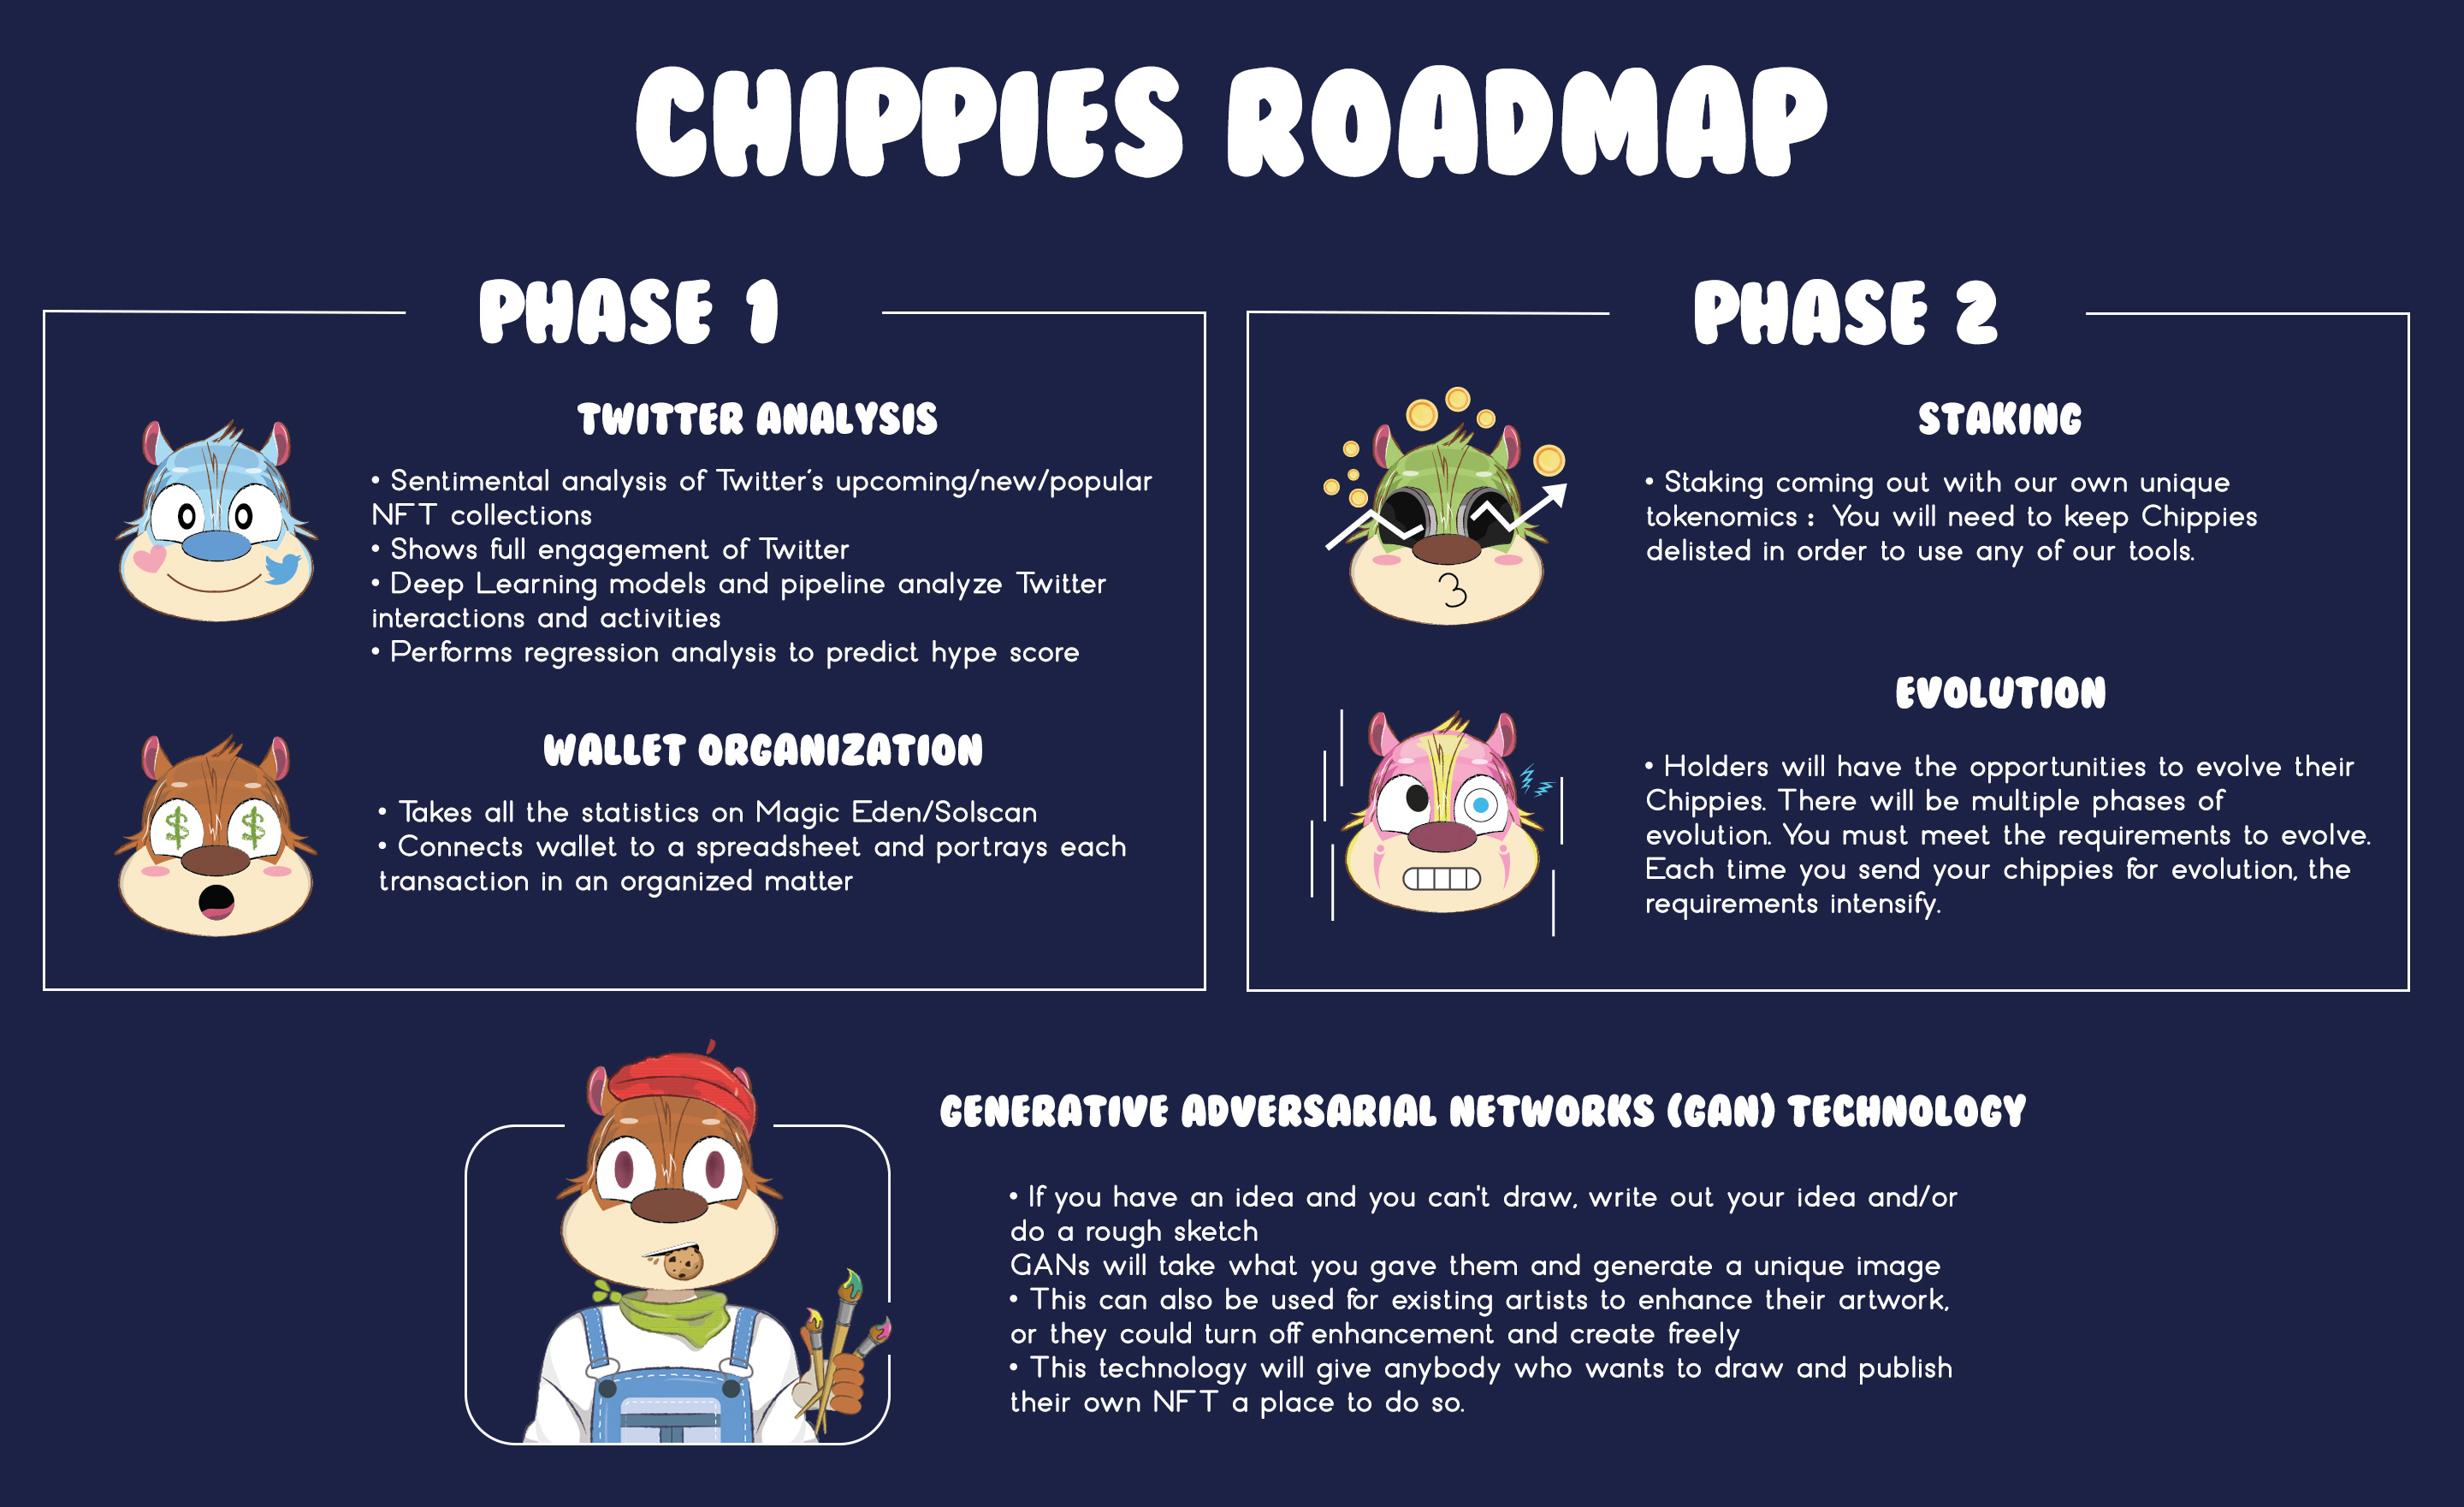 CHIPPIES ROADMAP
PHASE 1
TWITTER ANALYSIS
• Sentimental analysis of Twitter's upcoming/new/popular
NFT collections
• Shows full engagement of Twitter
• Deep Learning models and pipeline analyze Twitter
interactions and activities
• Performs regression analysis to predict hype score
WALLET ORGANIZATION
• Takes all the statistics on Magic Eden/Solscan
• Connects wallet to a spreadsheet and portrays each
transaction in an organized matter
PHASE 2
STAKING
• Staking coming out with our own unique
tokenomics : You will need to keep Chippies
delisted in order to use any of our tools.
EVOLUTION
• Holders will have the opportunities to evolve their
Chippies. There will be multiple phases of
evolution. You must meet the requirements to evolve.
Each time you send your chippies for evolution, the
requirements intensify.
GENERATIVE ADVERSARIAL NETWORKS (GAN) TECHNOLOGY
• If you have an idea and you can't draw, write out your idea and/or
do a rough sketch
GANs will take what you gave them and generate a unique image
• This can also be used for existing artists to enhance their artwork,
or they could turn off enhancement and create freely
• This technology will give anybody who wants to draw and publish
their own NFT a place to do so.